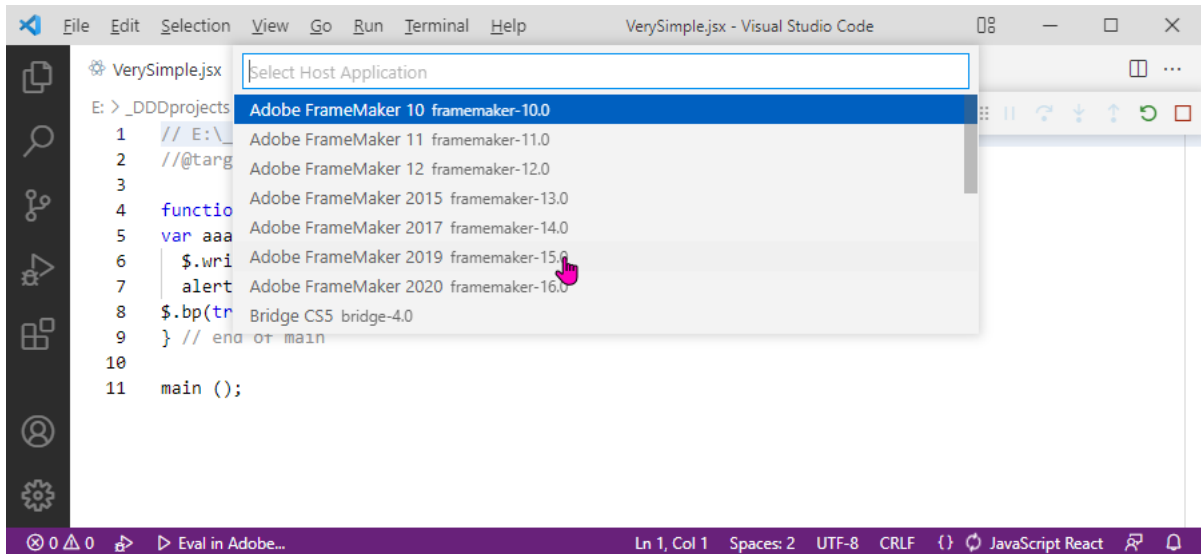 File Edit Selection View Go Run Terminal Help VerySimple.jsx - Visual Studio Code
VerySimple.jsx
Select Host Application
E: > _DDDprojects
Adobe FrameMaker 10 framemaker-10.0
Adobe FrameMaker 11 framemaker-11.0
Adobe FrameMaker 12 framemaker-12.0
Adobe FrameMaker 2015 framemaker-13.0
Adobe FrameMaker 2017 framemaker-14.0
Adobe FrameMaker 2019 framemaker-15.0
Adobe FrameMaker 2020 framemaker-16.0
Bridge CS5 bridge-4.0
1 // E:\_
2 //@targ
3
4 functio
5 var aaa
6 $.wri
7 alert
8 $.bp(tr
9 } // end of main
10
11 main ();
0 0 Eval in Adobe... Ln 1, Col 1 Spaces: 2 UTF-8 CRLF {} JavaScript React